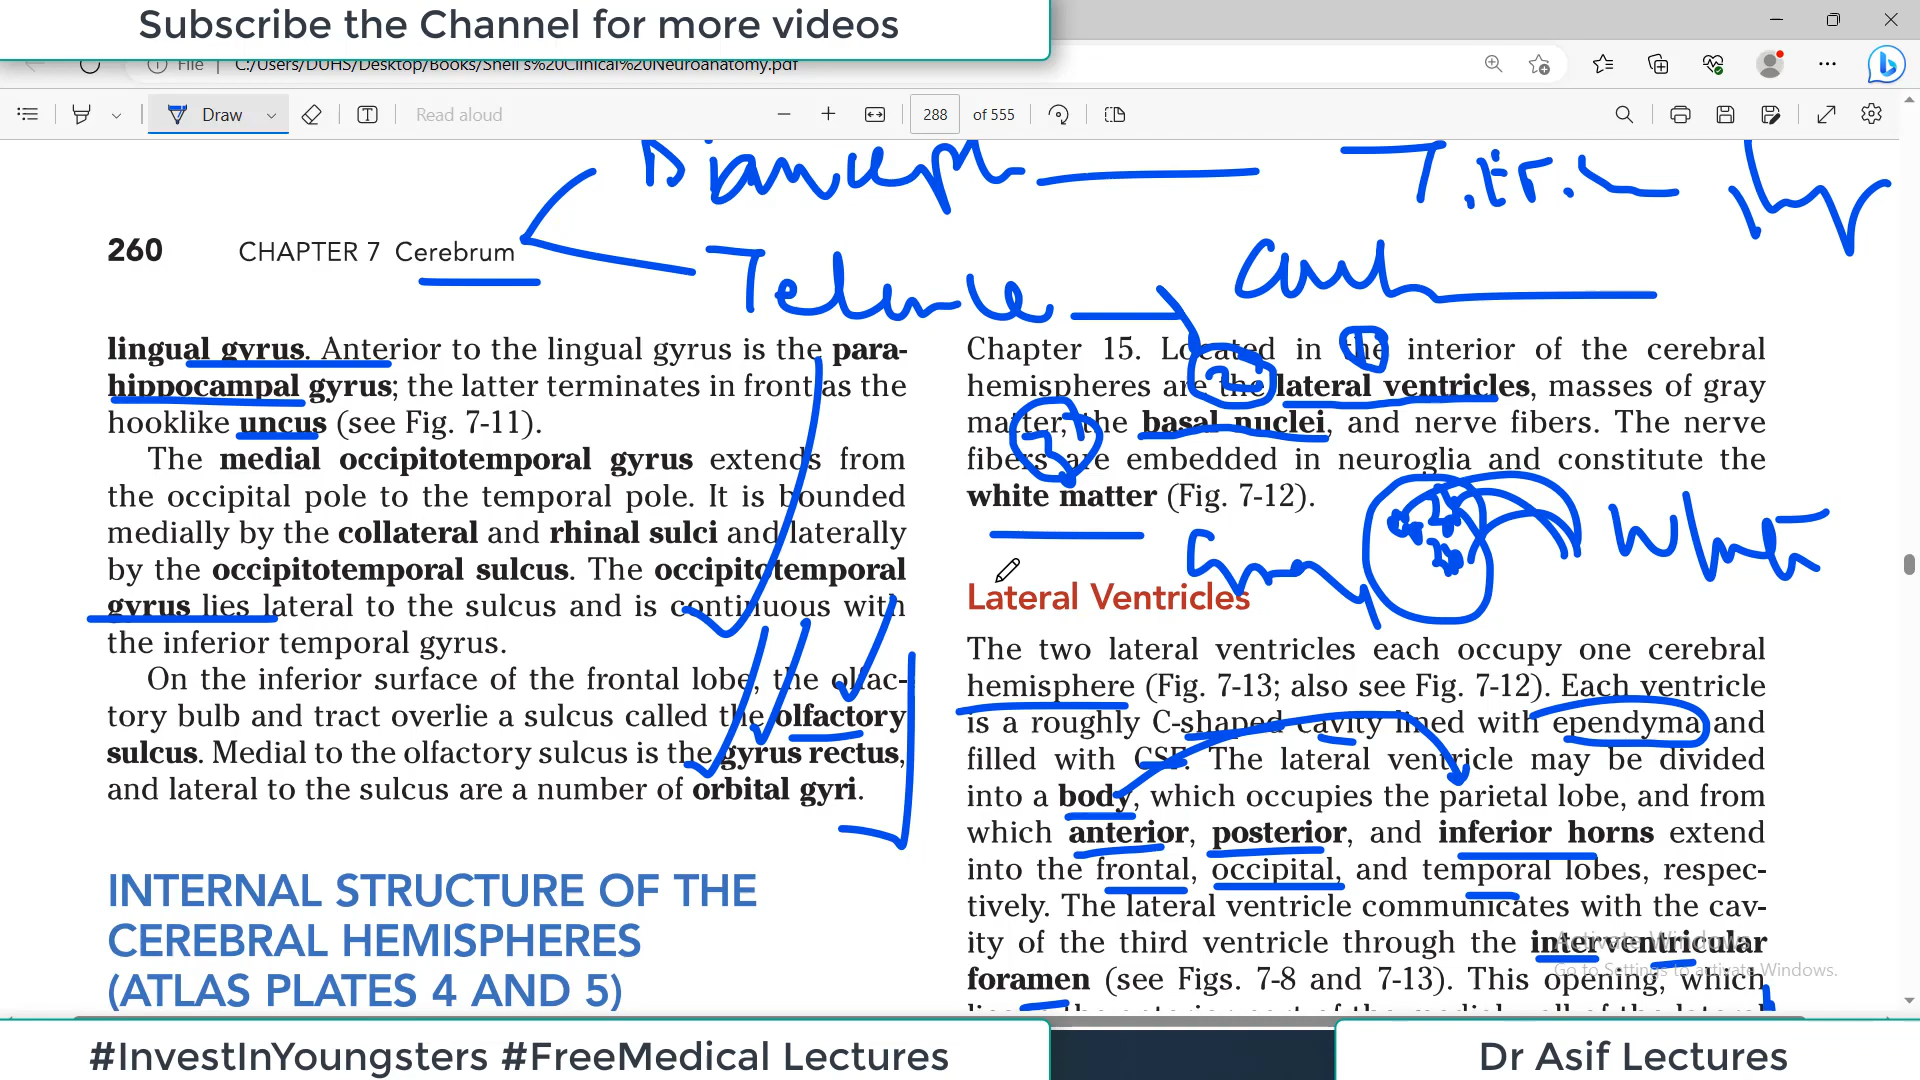 Subscribe the Channel for more videos
File
C:/Users/DUHS/Desktop/Books/Snell's%20Clinical%20Neuroanatomy.pdf
Draw
Read aloud
288 of 555
260 CHAPTER 7 Cerebrum
lingual gyrus. Anterior to the lingual gyrus is the para-
hippocampal gyrus; the latter terminates in front as the
hooklike uncus (see Fig. 7-11).
The medial occipitotemporal gyrus extends from
the occipital pole to the temporal pole. It is bounded
medially by the collateral and rhinal sulci and laterally
by the occipitotemporal sulcus. The occipitotemporal
gyrus lies lateral to the sulcus and is continuous with
the inferior temporal gyrus.
On the inferior surface of the frontal lobe, the olfac-
tory bulb and tract overlie a sulcus called the olfactory
sulcus. Medial to the olfactory sulcus is the gyrus rectus,
and lateral to the sulcus are a number of orbital gyri.
INTERNAL STRUCTURE OF THE
CEREBRAL HEMISPHERES
(ATLAS PLATES 4 AND 5)
Chapter 15. Located in the interior of the cerebral
hemispheres are the lateral ventricles, masses of gray
matter, the basal nuclei, and nerve fibers. The nerve
fibers are embedded in neuroglia and constitute the
white matter (Fig. 7-12).
Lateral Ventricles
The two lateral ventricles each occupy one cerebral
hemisphere (Fig. 7-13; also see Fig. 7-12). Each ventricle
is a roughly C-shaped cavity lined with ependyma and
filled with CSF. The lateral ventricle may be divided
into a body, which occupies the parietal lobe, and from
which anterior, posterior, and inferior horns extend
into the frontal, occipital, and temporal lobes, respec-
tively. The lateral ventricle communicates with the cav-
ity of the third ventricle through the interventricular
foramen (see Figs. 7-8 and 7-13). This opening, which
Activate Windows
Go to Settings to activate Windows.
#InvestInYoungsters #FreeMedical Lectures
Dr Asif Lectures